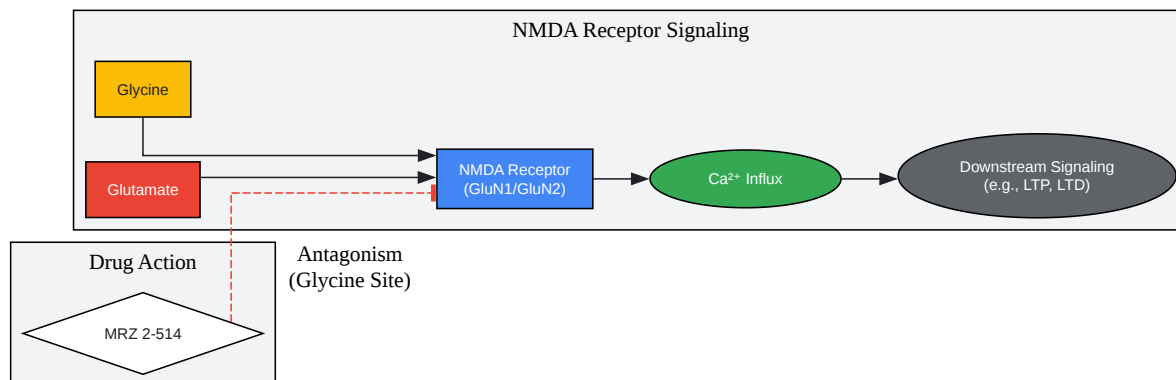 NMDA Receptor Signaling
Glycine
Glutamate
NMDA Receptor
(GluN1/GluN2)
Ca²⁺ Influx
Downstream Signaling
(e.g., LTP, LTD)
Antagonism
(Glycine Site)
Drug Action
MRZ 2-514